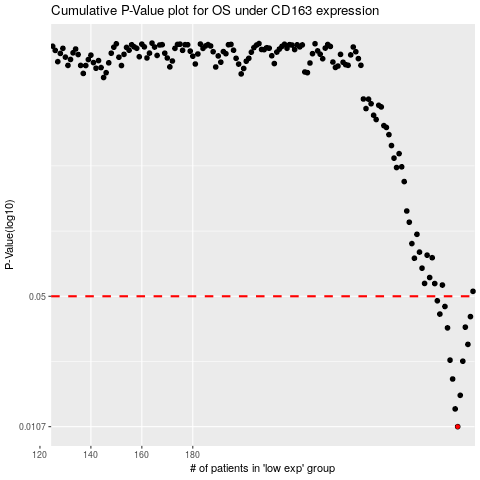 Cumulative P-Value plot for OS under CD163 expression
P-Value(log10)
0.05
0.0107
120 140 160 180
# of patients in 'low exp' group